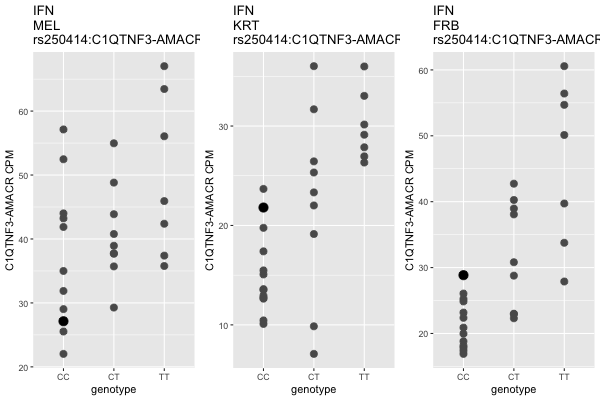 IFN
MEL
rs250414:C1QTNF3-AMACR
C1QTNF3-AMACR CPM
60
50
40
30
20
CC
CT
TT
genotype
IFN
KRT
rs250414:C1QTNF3-AMACR
C1QTNF3-AMACR CPM
30
20
10
CC
CT
TT
genotype
IFN
FRB
rs250414:C1QTNF3-AMACR
C1QTNF3-AMACR CPM
60
50
40
30
20
CC
CT
TT
genotype